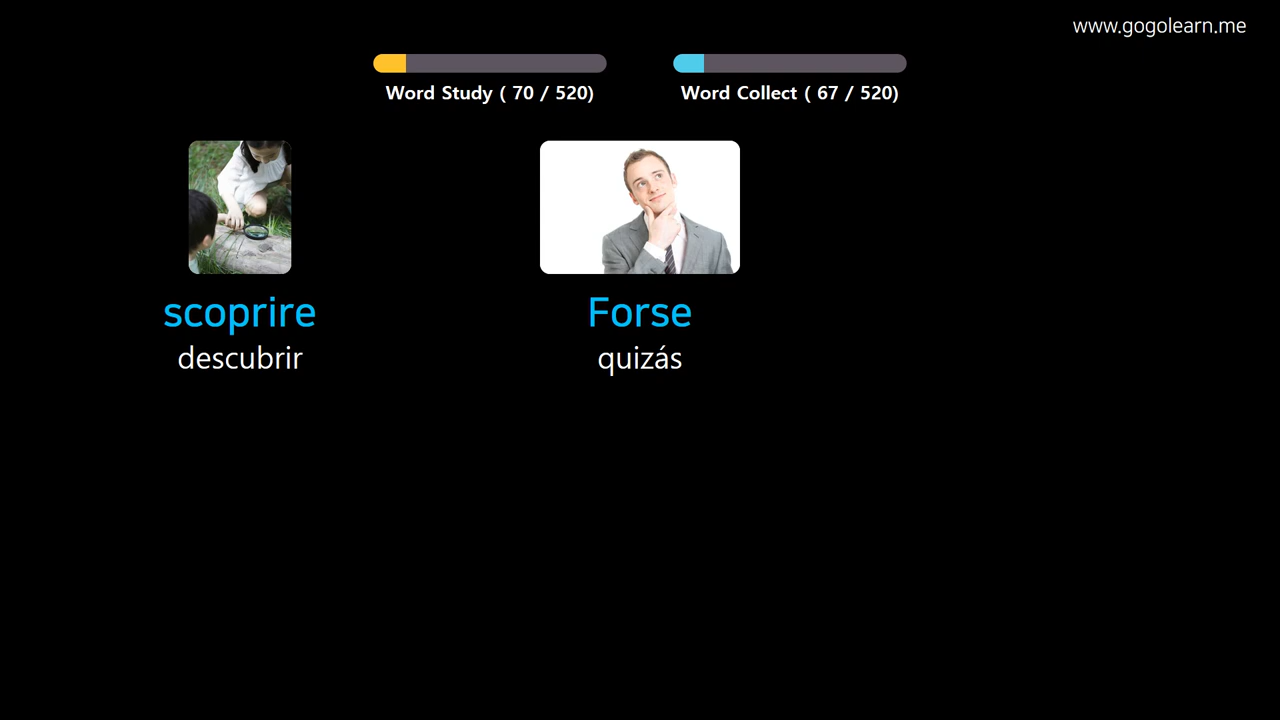 www.gogolearn.me
Word Study ( 70 / 520)
Word Collect ( 67 / 520)
scoprire
descubrir
Forse
quizás